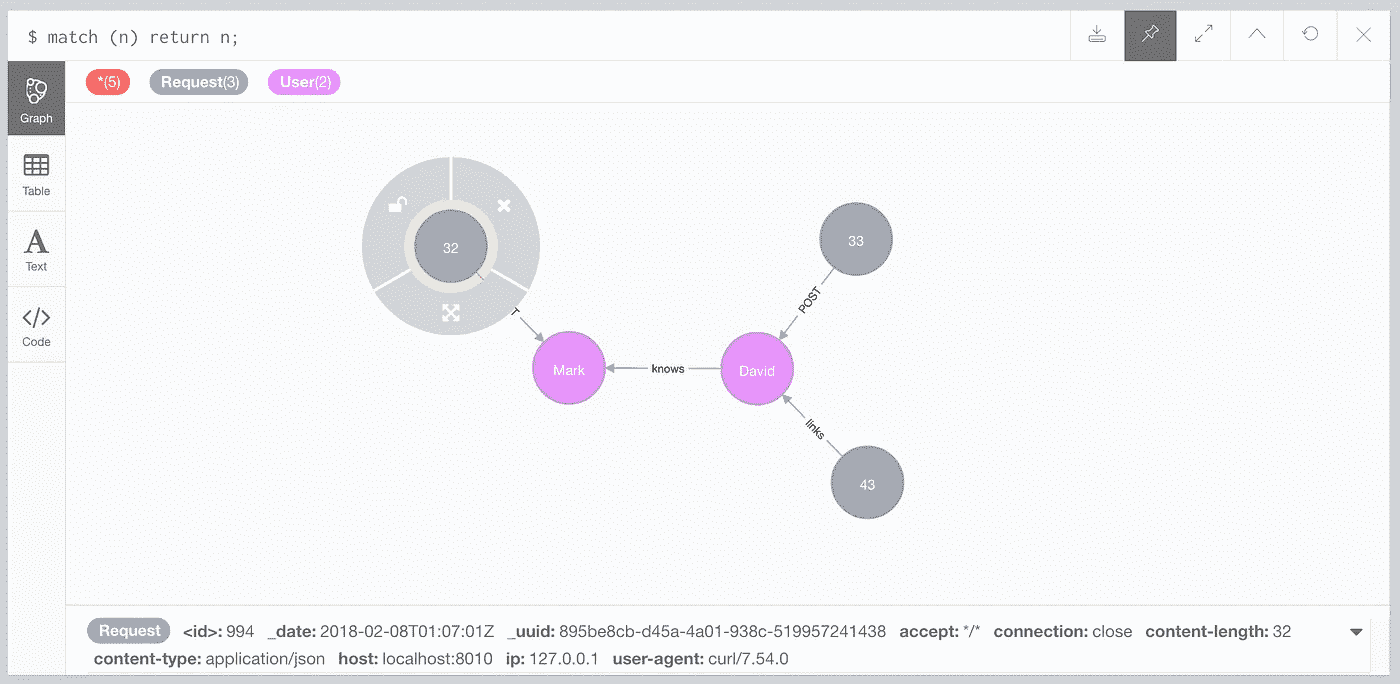 $ match (n) return n;
*(5) Request(3) User(2)
Graph
Table
Text
Code
32
33
T
POST
Mark
knows
David
links
43
Request <id>: 994 _date: 2018-02-08T01:07:01Z _uuid: 895be8cb-d45a-4a01-938c-519957241438 accept: */* connection: close content-length: 32
content-type: application/json host: localhost:8010 ip: 127.0.0.1 user-agent: curl/7.54.0